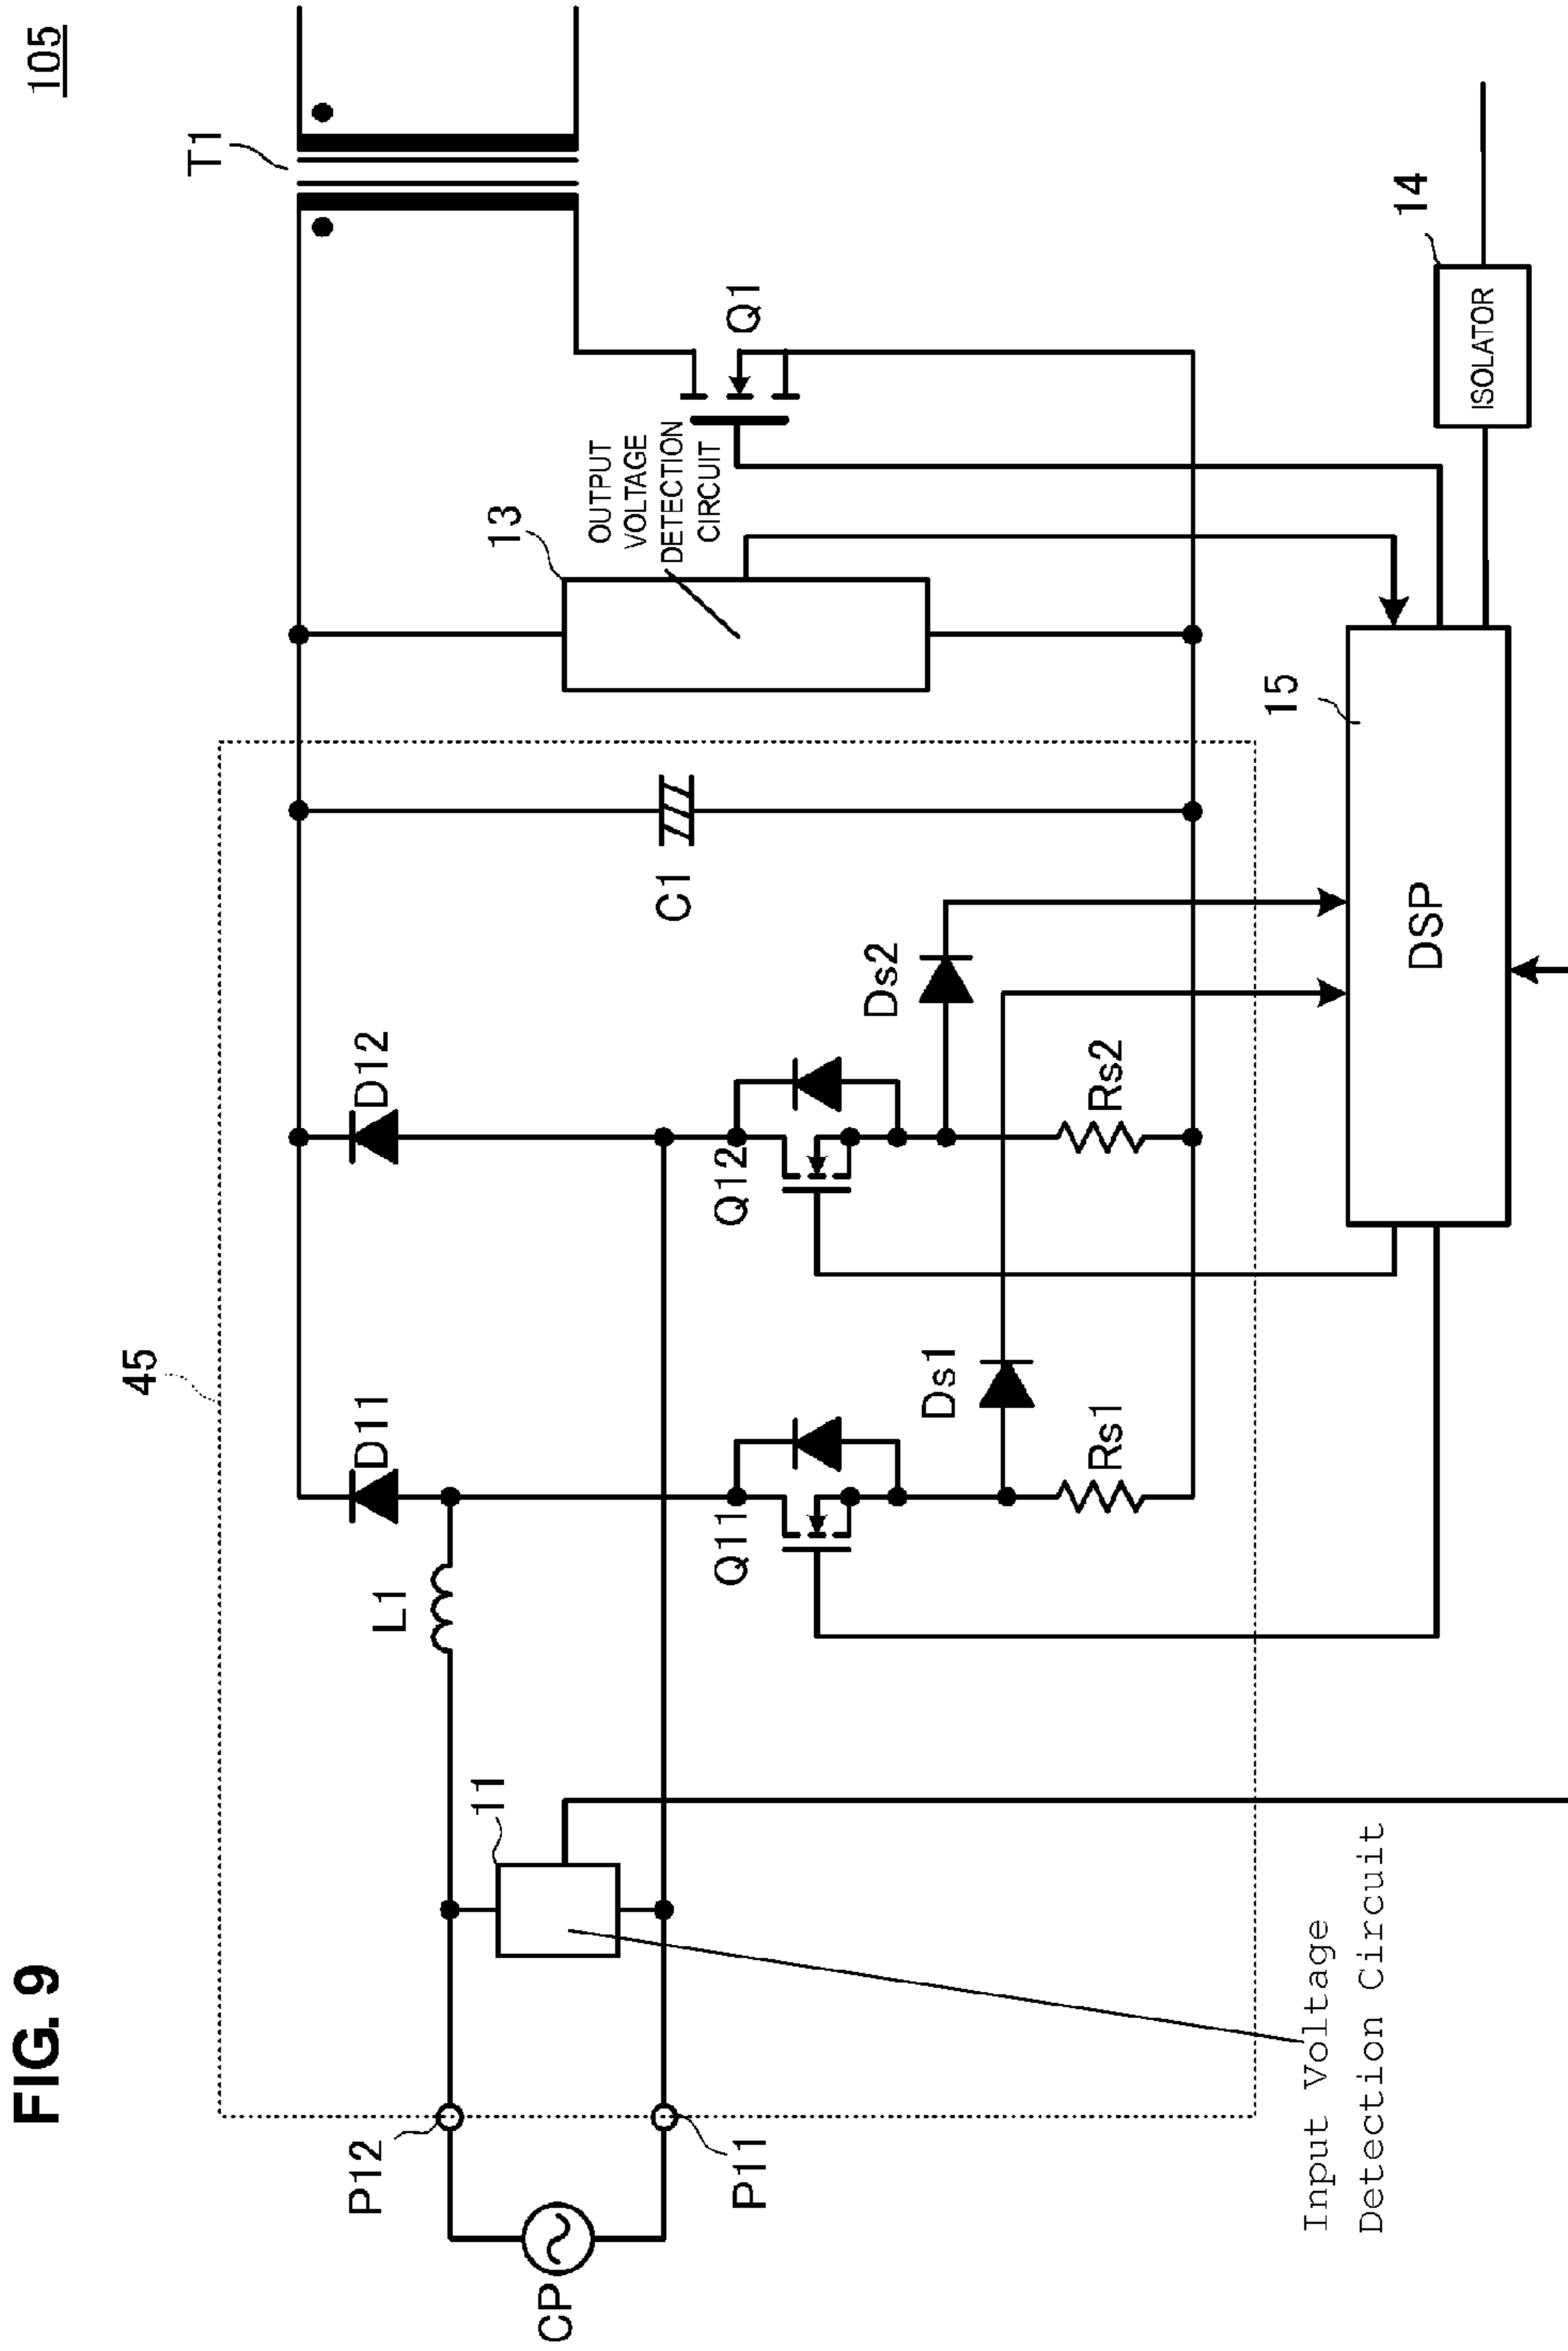 FIG. 9
105
45
T1
D11
D12
L1
P12
11
13
OUTPUT
VOLTAGE
DETECTION
CIRCUIT
CP
P11
C1
Q11
Q12
Q1
Ds1
Ds2
Rs1
Rs2
15
14
DSP
ISOLATOR
Input Voltage
Detection Circuit